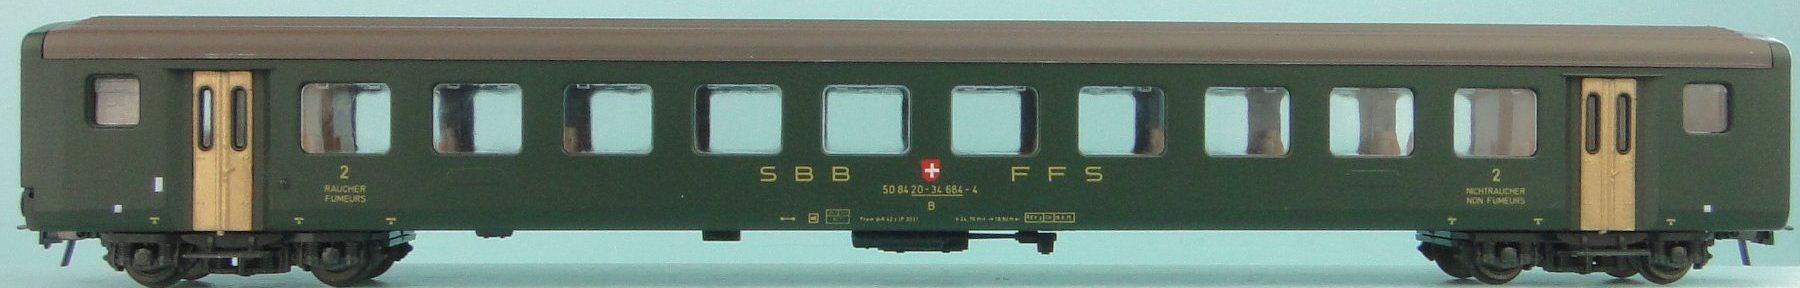 SBB FFS
50 84 20-34 684-4
B
2
RAUCHER
FUMEURS
2
NICHTRAUCHER
NON FUMEURS